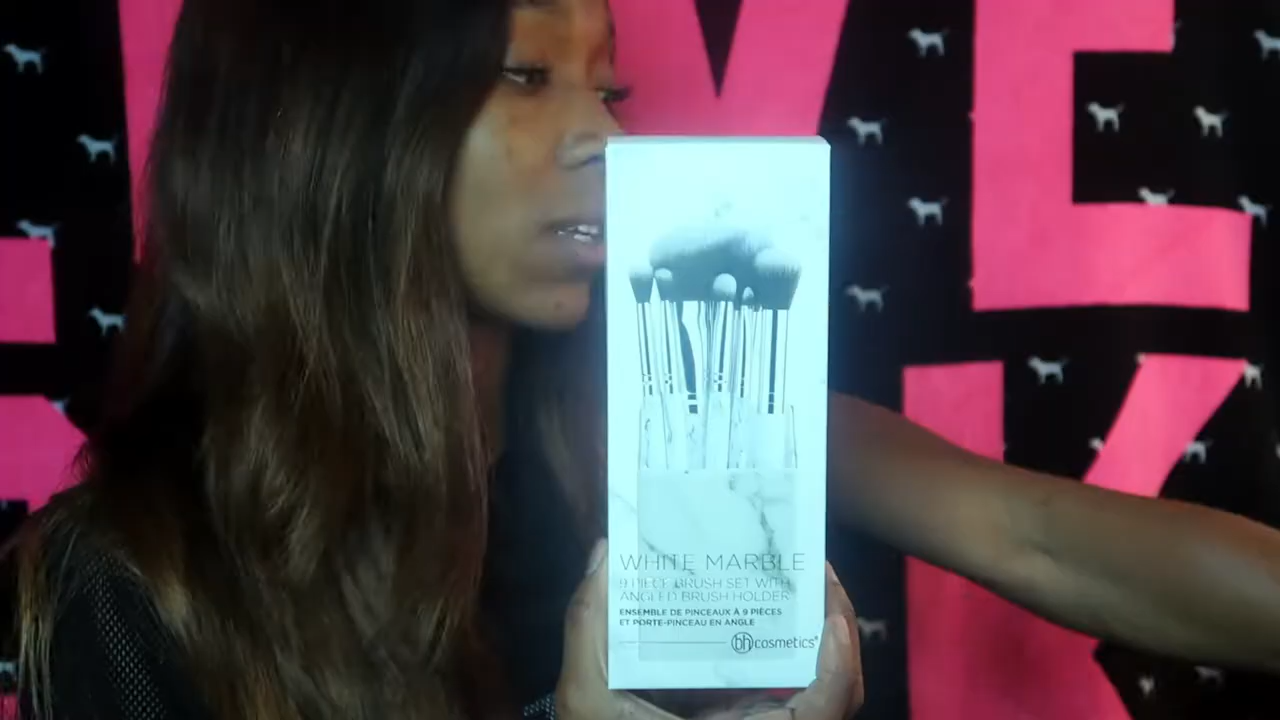 WHITE MARBLE
9 PIECE BRUSH SET WITH
ANGLED BRUSH HOLDER
ENSEMBLE DE PINCEAUX À 9 PIÈCES
ET PORTE-PINCEAU EN ANGLE
bh cosmetics®